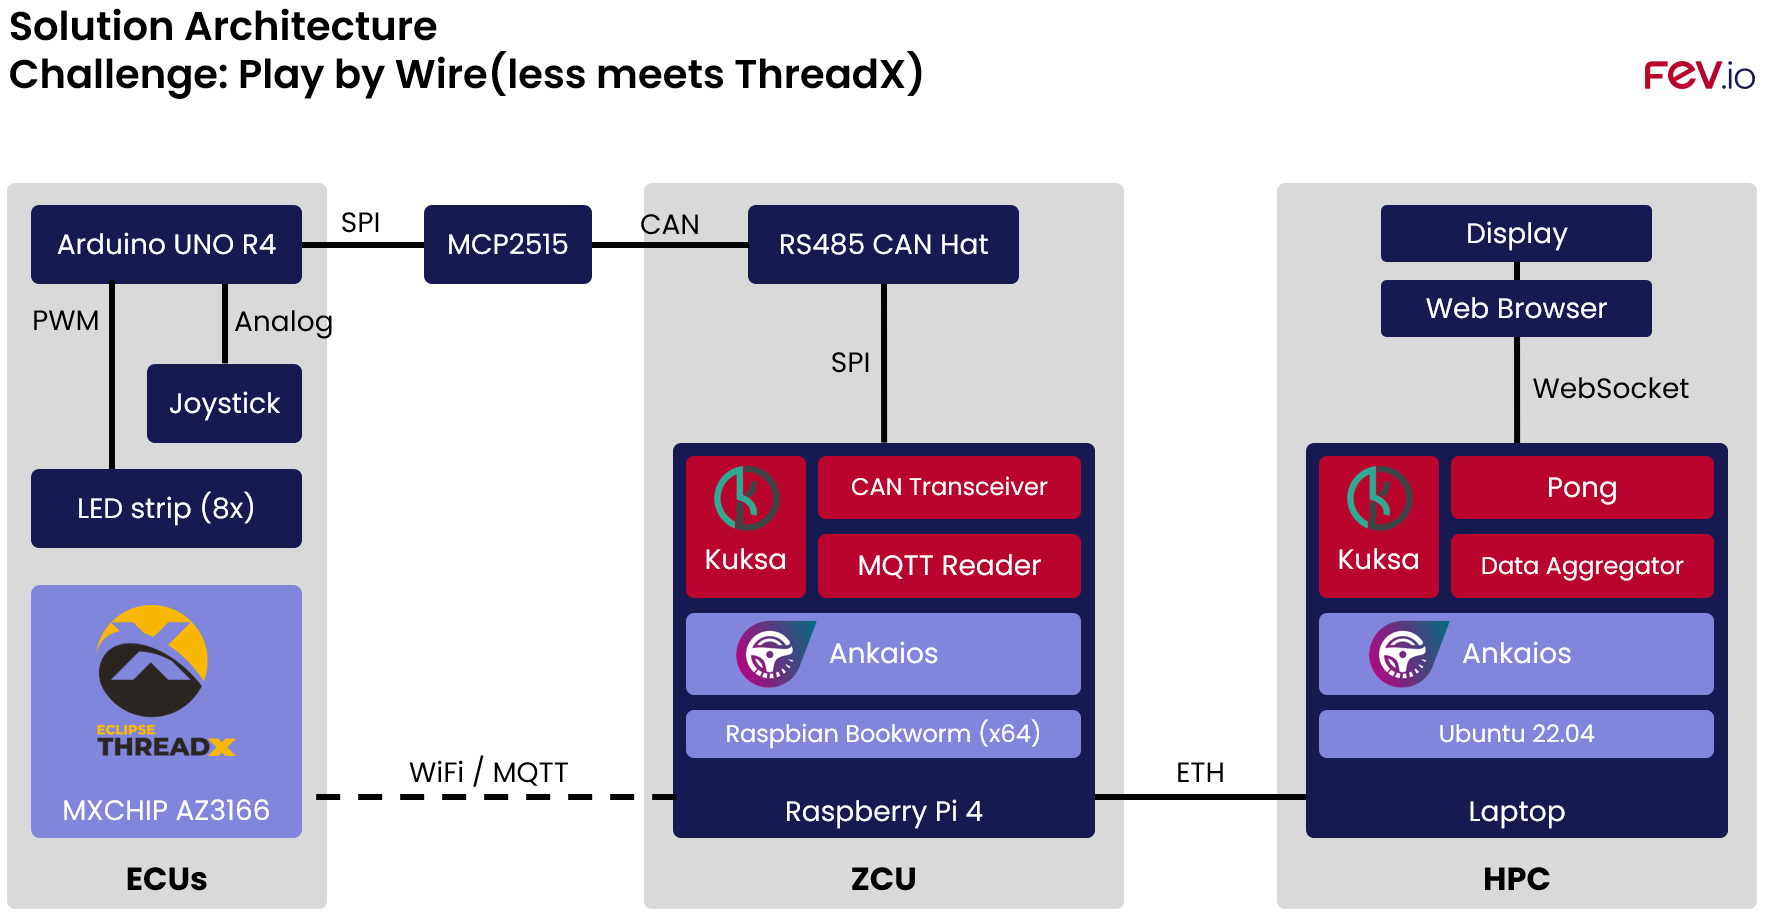 Solution Architecture
Challenge: Play by Wire(less meets ThreadX)
FEV.io
Arduino UNO R4
SPI
MCP2515
CAN
RS485 CAN Hat
PWM
Analog
Joystick
LED strip (8x)
ECLIPSE
THREADX
MXCHIP AZ3166
ECUs
WiFi / MQTT
SPI
Kuksa
CAN Transceiver
MQTT Reader
Ankaios
Raspbian Bookworm (x64)
Raspberry Pi 4
ZCU
ETH
Display
Web Browser
WebSocket
Kuksa
Pong
Data Aggregator
Ankaios
Ubuntu 22.04
Laptop
HPC